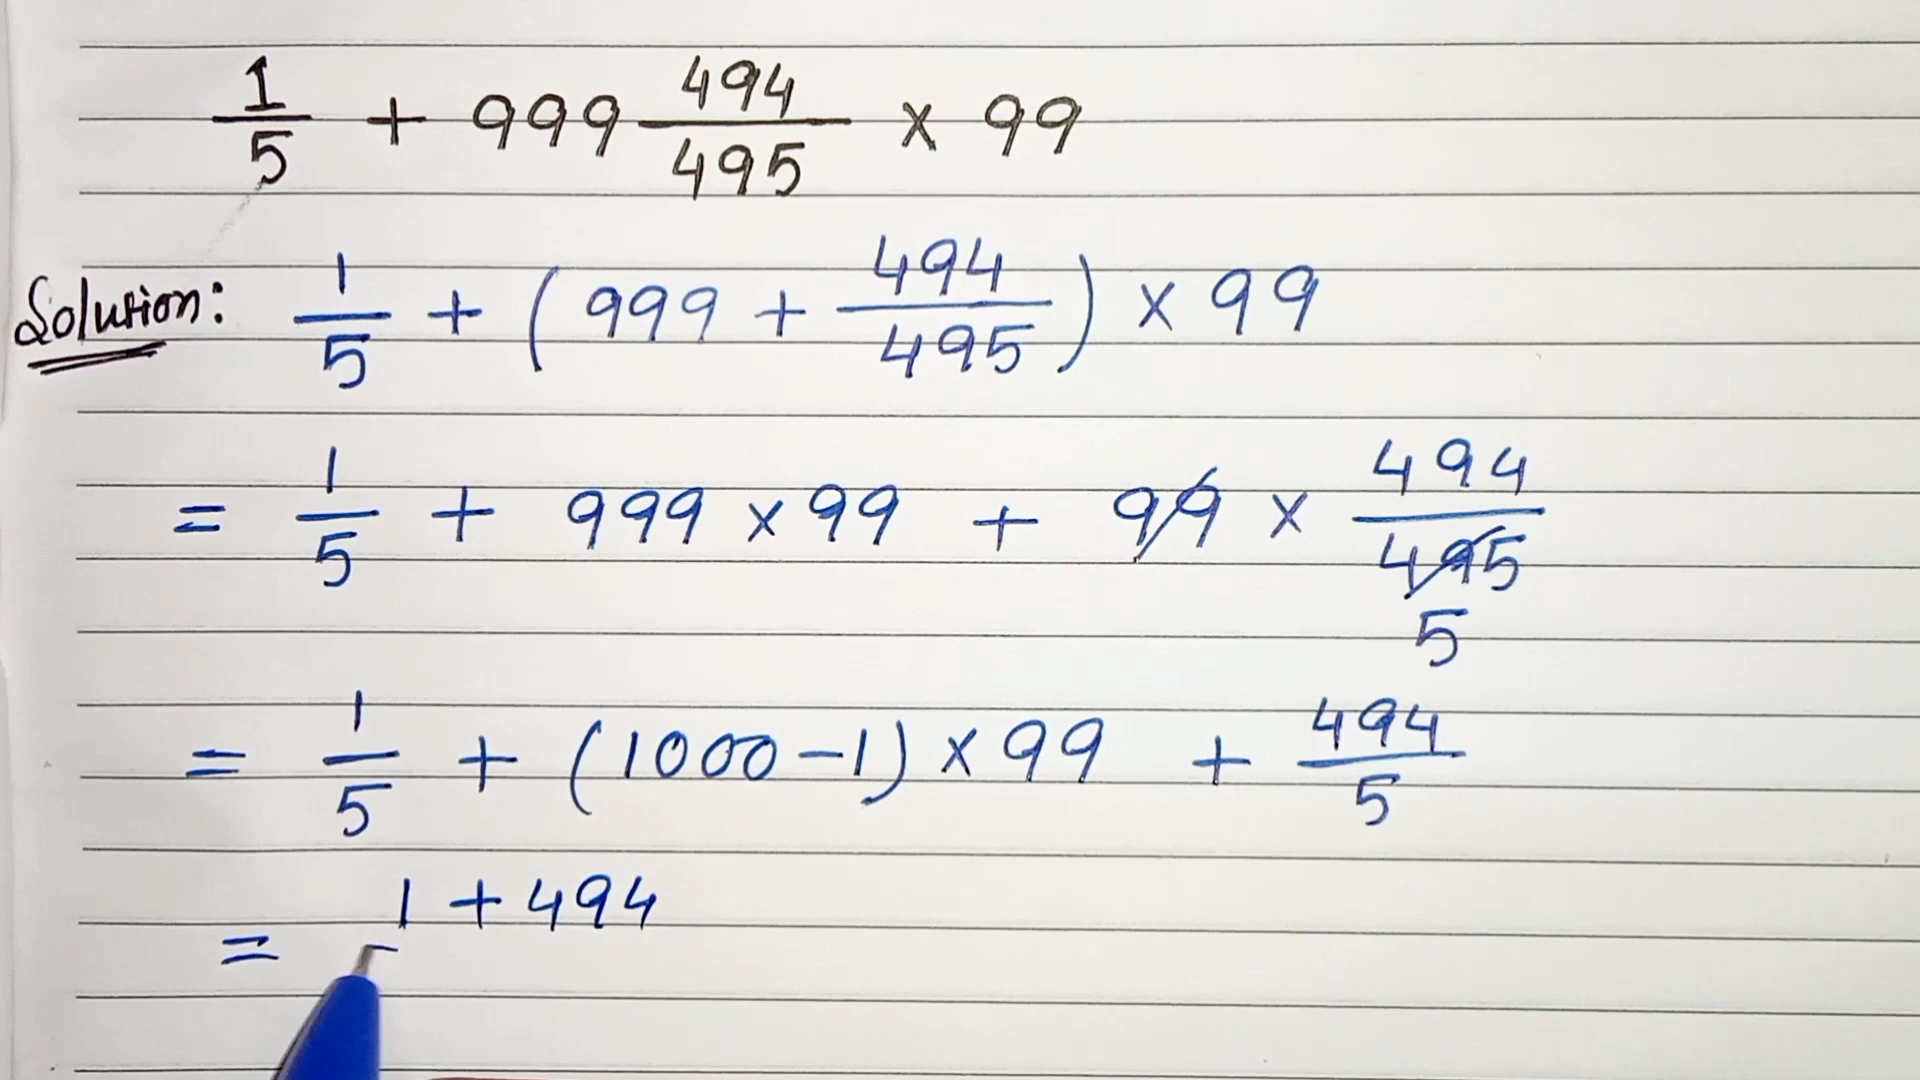 1/5 + 999 494/495 × 99
Solution: 1/5 + (999 + 494/495) × 99
= 1/5 + 999 × 99 + 99 × 494/495
5
= 1/5 + (1000 - 1) × 99 + 494/5
= 1 + 494